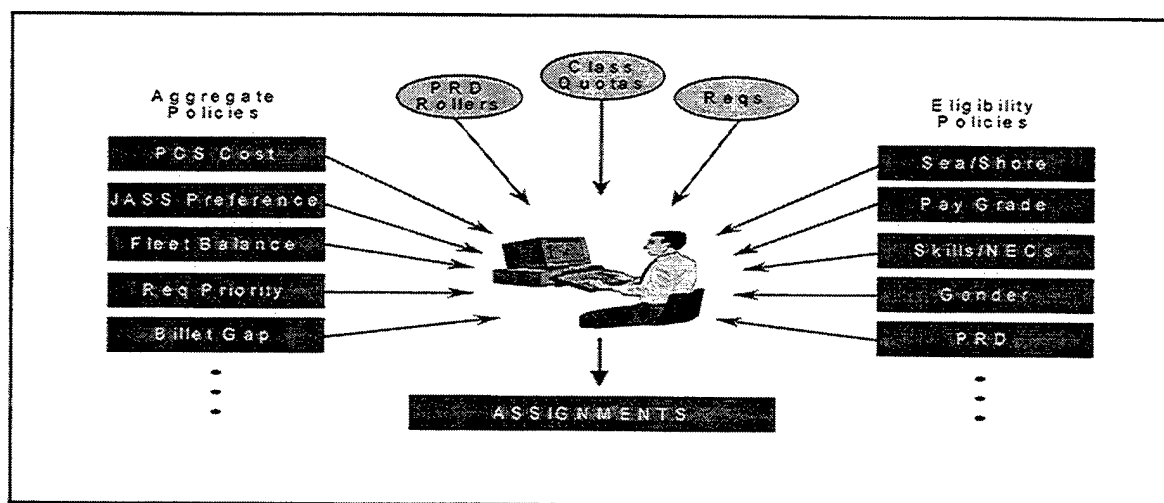 Class
Quotas
PRD
Rollers
Reqs
Aggregate
Policies
PCS Cost
JASS Preference
Fleet Balance
Req Priority
Billet Gap
Eligibility
Policies
Sea/Shore
Pay Grade
Skills/NECs
Gender
PRD
ASSIGNMENTS